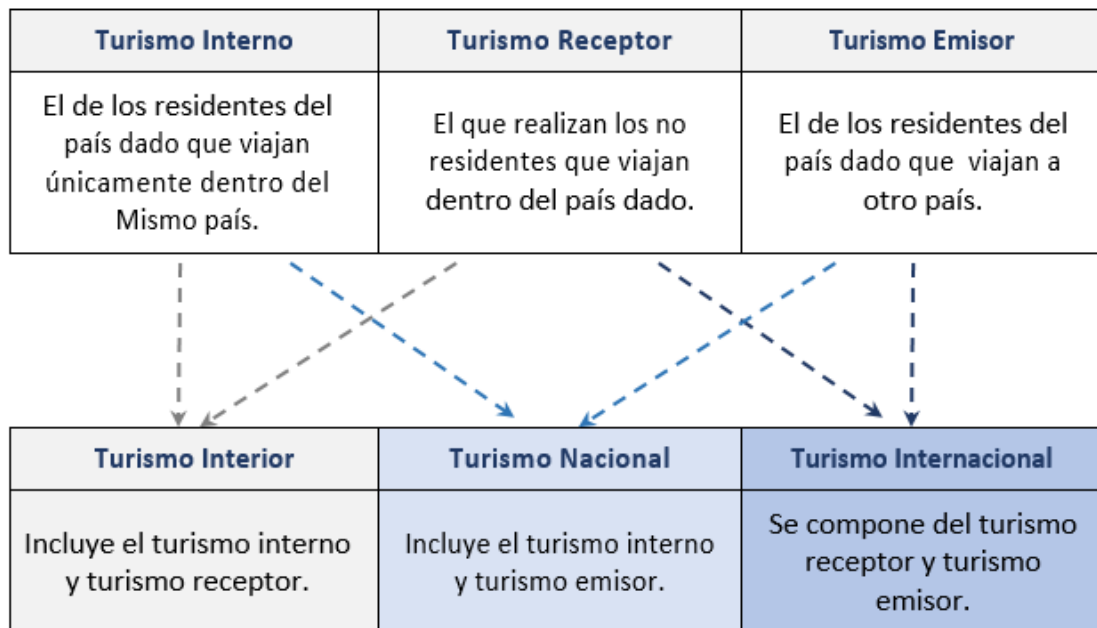 Turismo Interno
Turismo Receptor
Turismo Emisor
El de los residentes del
país dado que viajan
únicamente dentro del
Mismo país.
El que realizan los no
residentes que viajan
dentro del país dado.
El de los residentes del
país dado que viajan a
otro país.
Turismo Interior
Turismo Nacional
Turismo Internacional
Incluye el turismo interno
y turismo receptor.
Incluye el turismo interno
y turismo emisor.
Se compone del turismo
receptor y turismo
emisor.